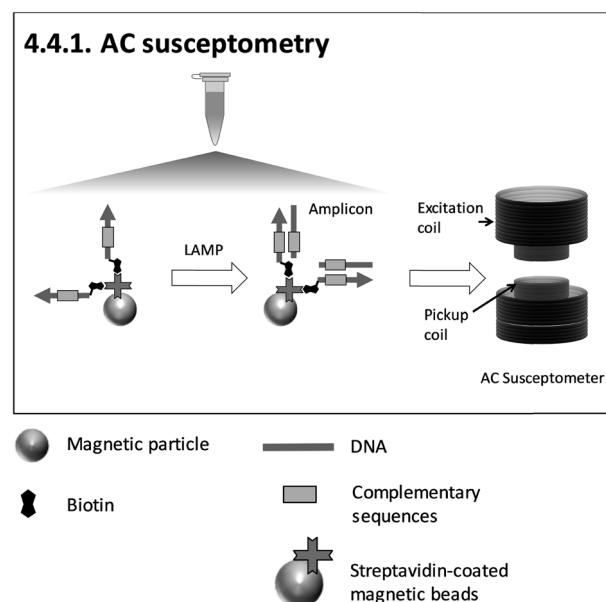 4.4.1. AC susceptometry
Amplicon
LAMP
Excitation
coil
Pickup
coil
AC Susceptometer
Magnetic particle
DNA
Biotin
Complementary
sequences
Streptavidin-coated
magnetic beads